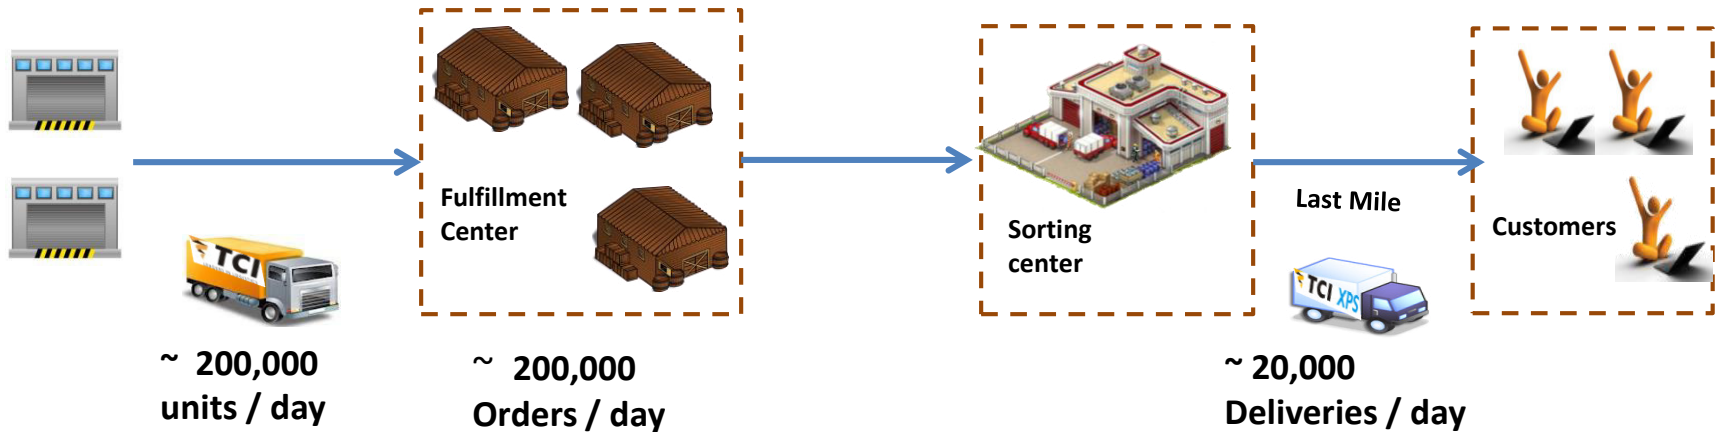 TCI
~ 200,000
units / day
Fulfillment
Center
~ 200,000
Orders / day
Sorting
center
Last Mile
TCI XPS
~ 20,000
Deliveries / day
Customers